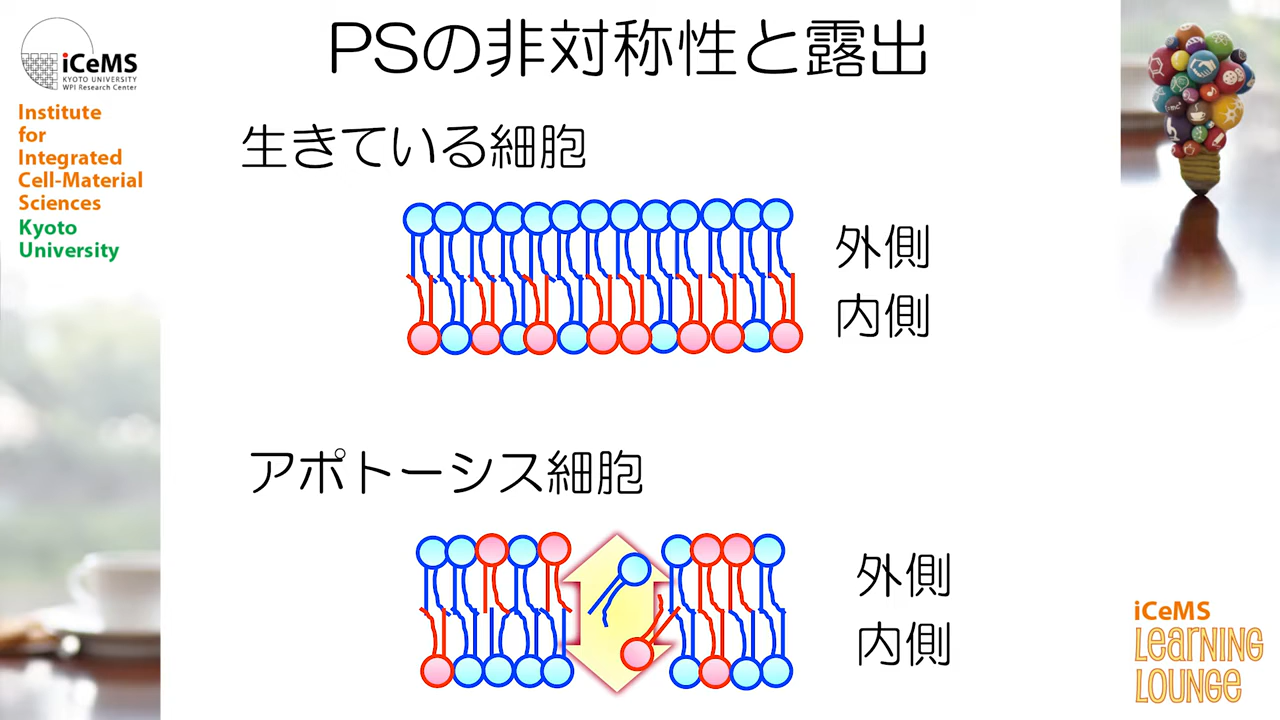 iCeMS
KYOTO UNIVERSITY
WPI Research Center
Institute
for
Integrated
Cell-Material
Sciences
Kyoto
University
PSの非対称性と露出
生きている細胞
外側
内側
アポトーシス細胞
外側
内側
iCeMS
LEARNING
LOUNGE